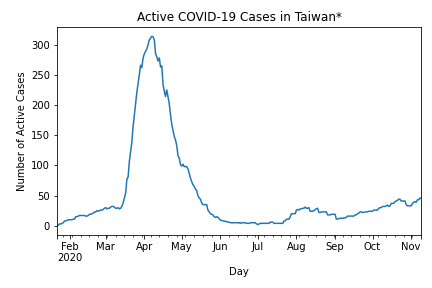 Active COVID-19 Cases in Taiwan*
Number of Active Cases
300
250
200
150
100
50
0
Feb Mar Apr May Jun Jul Aug Sep Oct Nov
2020
Day